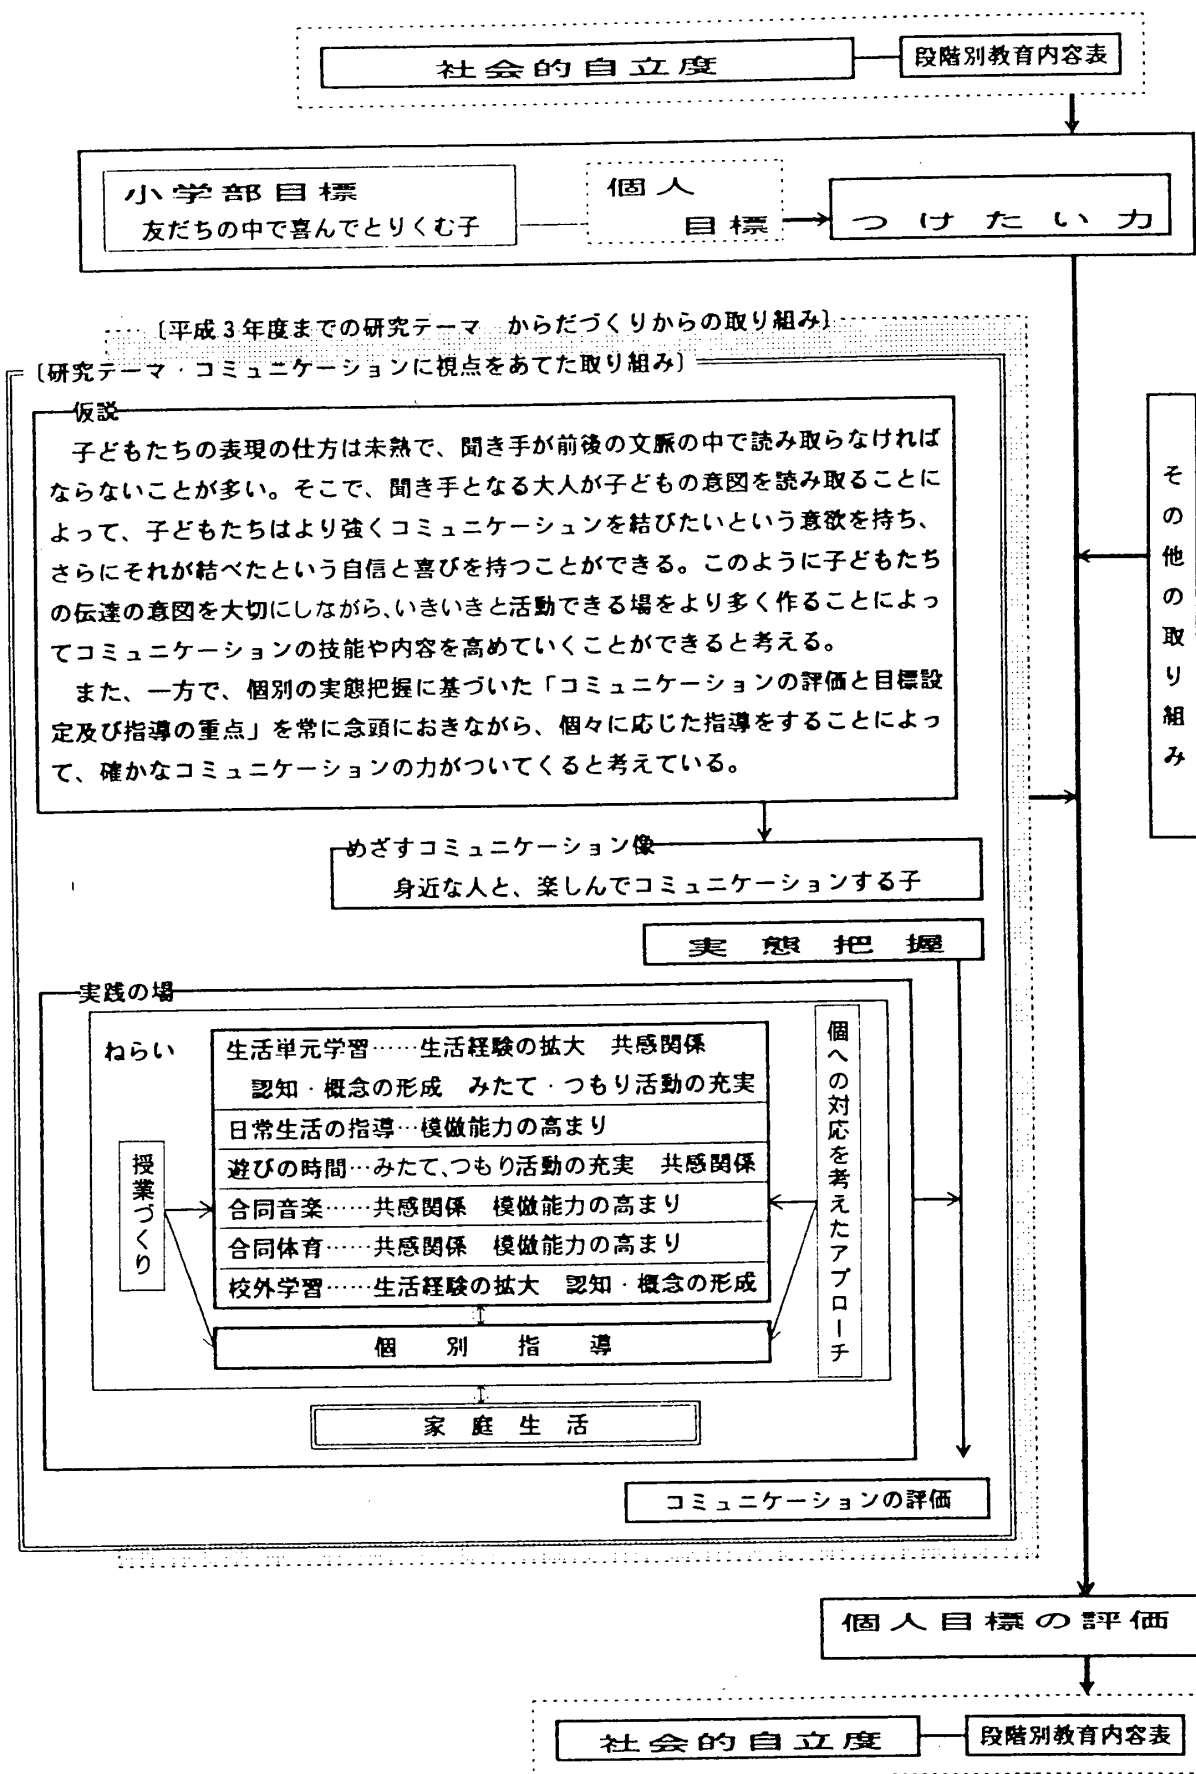 社会的自立度
段階別教育内容表
小学部目標
友だちの中で喜んでとりくむ子
個人
目標
つけたい力
〔平成3年度までの研究テーマ　からだづくりからの取り組み〕
〔研究テーマ・コミュニケーションに視点をあてた取り組み〕
仮説
子どもたちの表現の仕方は未熟で、聞き手が前後の文脈の中で読み取らなければ
ならないことが多い。そこで、聞き手となる大人が子どもの意図を読み取ることに
よって、子どもたちはより強くコミュニケーションを結びたいという意欲を持ち、
さらにそれが結べたという自信と喜びを持つことができる。このように子どもたち
の伝達の意図を大切にしながら、いきいきと活動できる場をより多く作ることによっ
てコミュニケーションの技能や内容を高めていくことができると考える。
また、一方で、個別の実態把握に基づいた「コミュニケーションの評価と目標設
定及び指導の重点」を常に念頭におきながら、個々に応じた指導をすることによっ
て、確かなコミュニケーションの力がついてくると考えている。
その他の取り組み
めざすコミュニケーション像
身近な人と、楽しんでコミュニケーションする子
実態把握
実践の場
ねらい
生活単元学習……生活経験の拡大　共感関係
認知・概念の形成　みたて・つもり活動の充実
日常生活の指導…模倣能力の高まり
遊びの時間…みたて、つもり活動の充実　共感関係
合同音楽……共感関係　模倣能力の高まり
合同体育……共感関係　模倣能力の高まり
校外学習……生活経験の拡大　認知・概念の形成
授業づくり
個への対応を考えたアプローチ
個別指導
家庭生活
コミュニケーションの評価
個人目標の評価
社会的自立度
段階別教育内容表